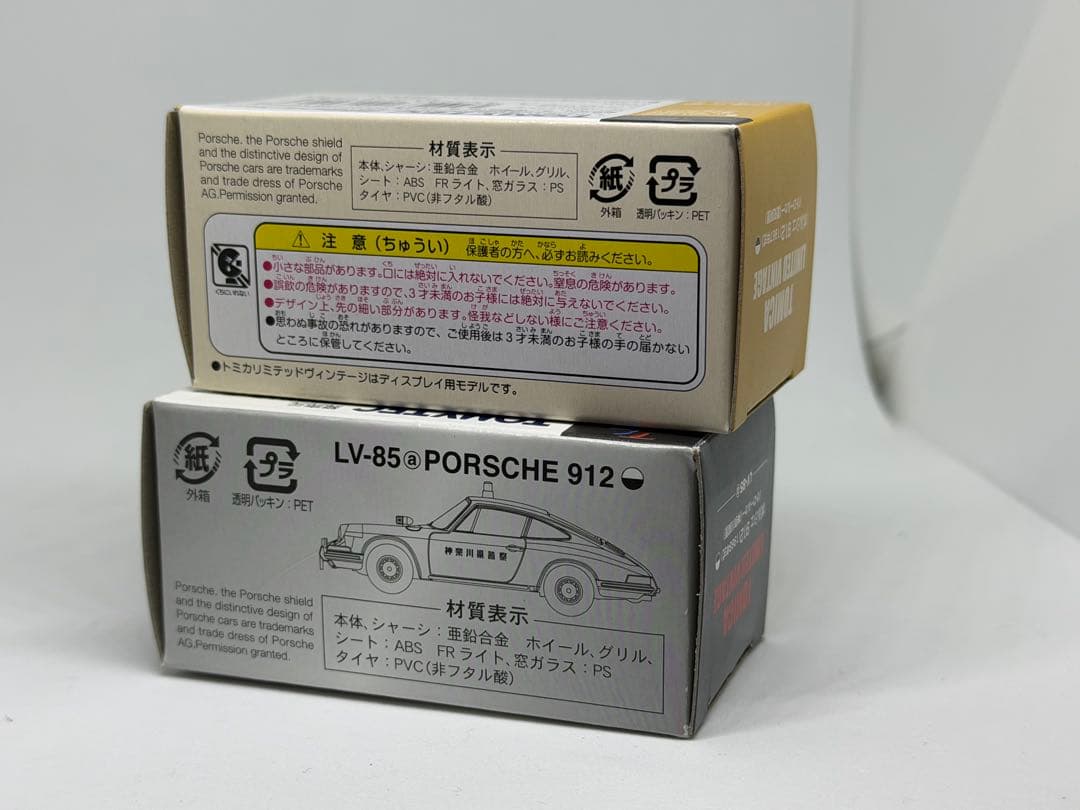 Porsche. the Porsche shield
and the distinctive design of
Porsche cars are trademarks
and trade dress of Porsche
AG.Permission granted.
材質表示
本体、シャーシ:亜鉛合金 ホイール、グリル、
シート:ABS FRライト、窓ガラス:PS
タイヤ:PVC(非フタル酸)
紙
外箱
プラ
透明パッキン:PET
くちにいれない
注意(ちゅうい) 保護者の方へ、必ずお読みください。
●小さな部品があります。口には絶対に入れないでください。窒息の危険があります。
●誤飲の危険がありますので、3才未満のお子様には絶対に与えないでください。
●デザイン上、先の細い部分があります。怪我などしない様にご注意ください。
●思わぬ事故の恐れがありますので、ご使用後は3才未満のお子様の手の届かない
ところに保管してください。
●トミカリミテッドヴィンテージはディスプレイ用モデルです。
TOMICA
LIMITED VINTAGE
TOMYTEC
紙
外箱
プラ
透明パッキン:PET
LV-85ⓐPORSCHE 912
神奈川県警察
Porsche. the Porsche shield
and the distinctive design of
Porsche cars are trademarks
and trade dress of Porsche
AG.Permission granted.
材質表示
本体、シャーシ:亜鉛合金 ホイール、グリル、
シート:ABS FRライト、窓ガラス:PS
タイヤ:PVC(非フタル酸)
TOMICA
LIMITED VINTAGE